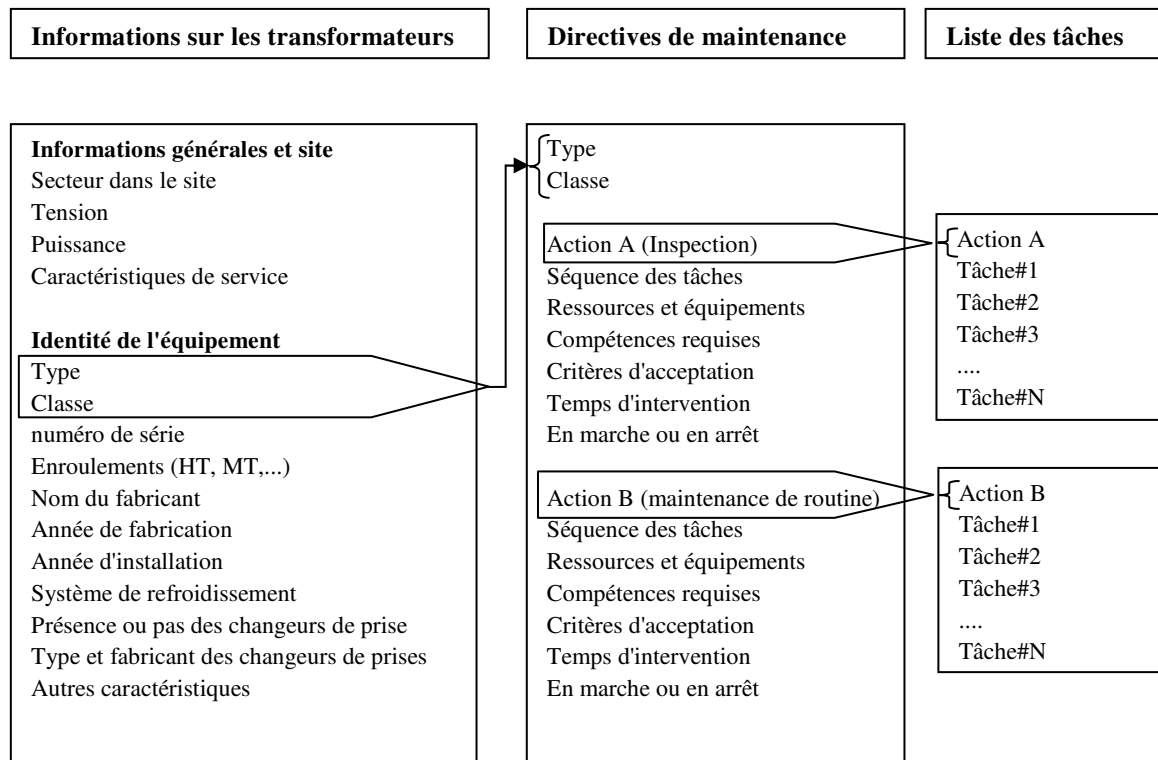 Informations sur les transformateurs
Directives de maintenance
Liste des tâches
Informations générales et site
Secteur dans le site
Tension
Puissance
Caractéristiques de service
Identité de l'équipement
Type
Classe
numéro de série
Enroulements (HT, MT,...)
Nom du fabricant
Année de fabrication
Année d'installation
Système de refroidissement
Présence ou pas des changeurs de prise
Type et fabricant des changeurs de prises
Autres caractéristiques
Type
Classe
Action A (Inspection)
Séquence des tâches
Ressources et équipements
Compétences requises
Critères d'acceptation
Temps d'intervention
En marche ou en arrêt
Action B (maintenance de routine)
Séquence des tâches
Ressources et équipements
Compétences requises
Critères d'acceptation
Temps d'intervention
En marche ou en arrêt
Action A
Tâche#1
Tâche#2
Tâche#3
....
Tâche#N
Action B
Tâche#1
Tâche#2
Tâche#3
....
Tâche#N